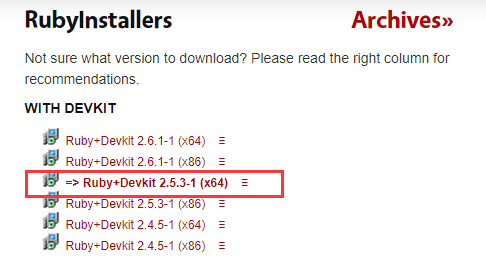 RubyInstallers Archives»
Not sure what version to download? Please read the right column for
recommendations.
WITH DEVKIT
Ruby+Devkit 2.6.1-1 (x64) ≡
Ruby+Devkit 2.6.1-1 (x86) ≡
=> Ruby+Devkit 2.5.3-1 (x64) ≡
Ruby+Devkit 2.5.3-1 (x86) ≡
Ruby+Devkit 2.4.5-1 (x64) ≡
Ruby+Devkit 2.4.5-1 (x86) ≡